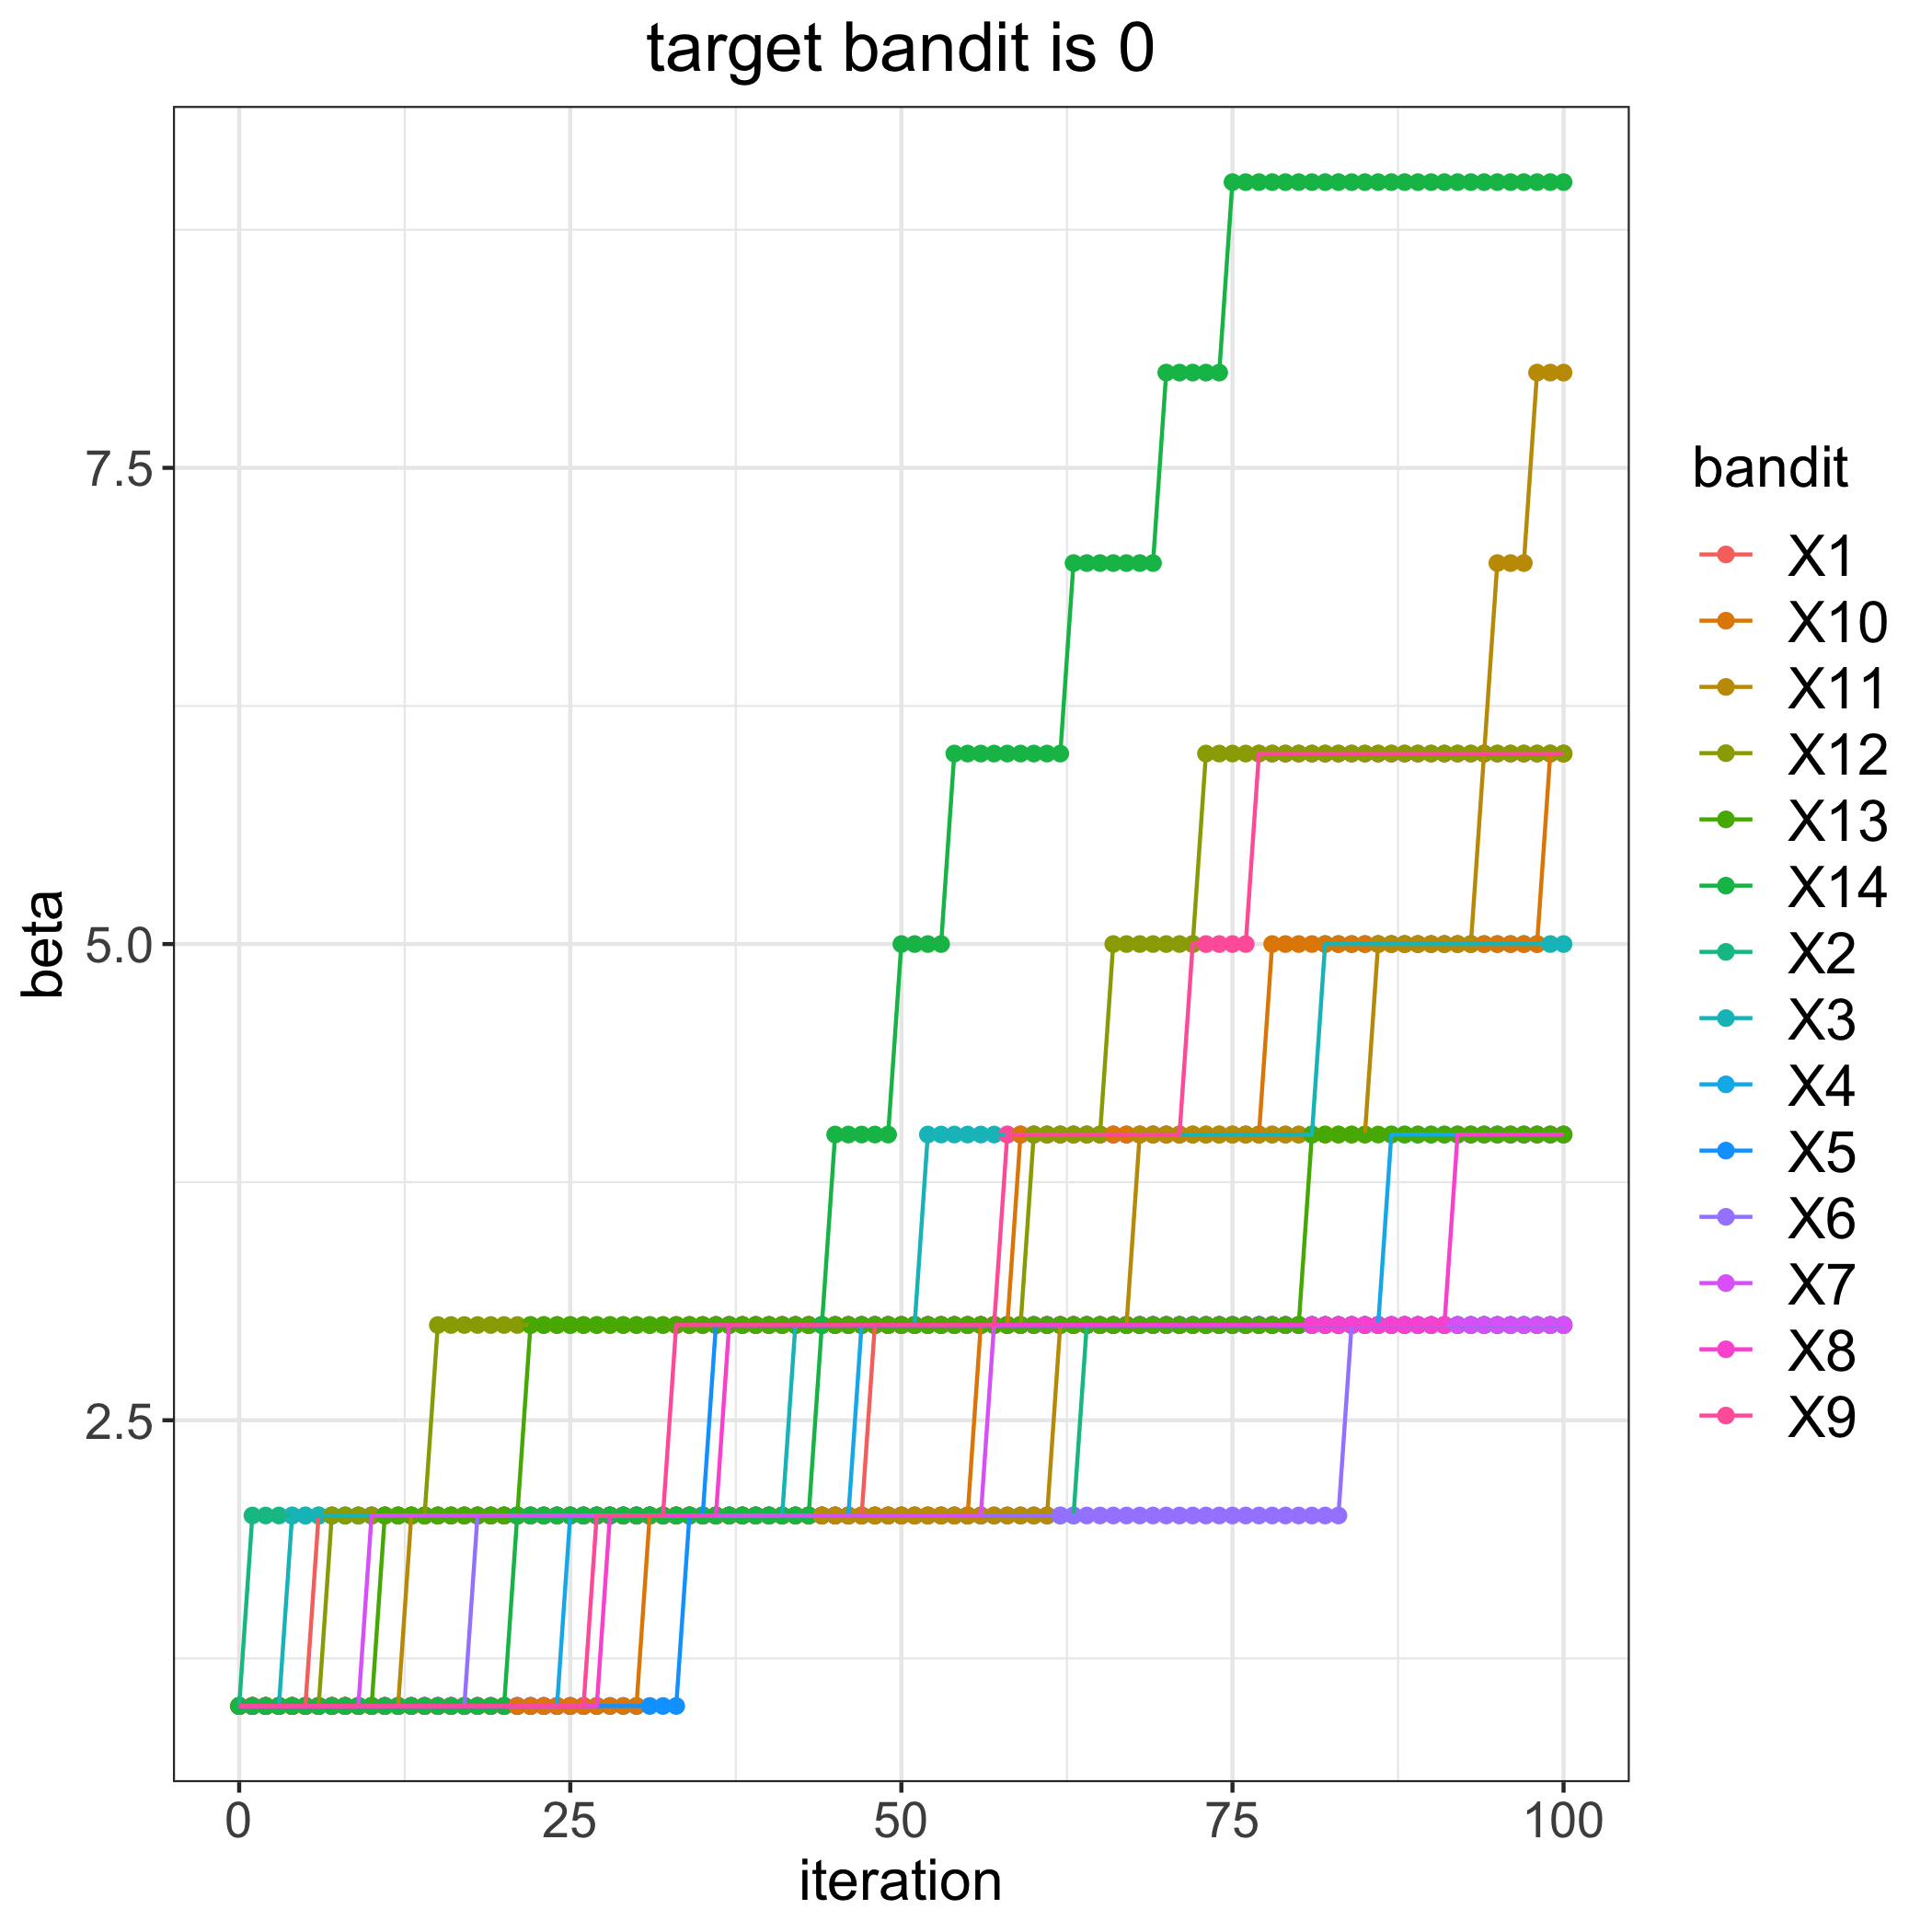 target bandit is 0
beta
7.5
5.0
2.5
0
25
50
75
100
iteration
bandit
X1
X10
X11
X12
X13
X14
X2
X3
X4
X5
X6
X7
X8
X9